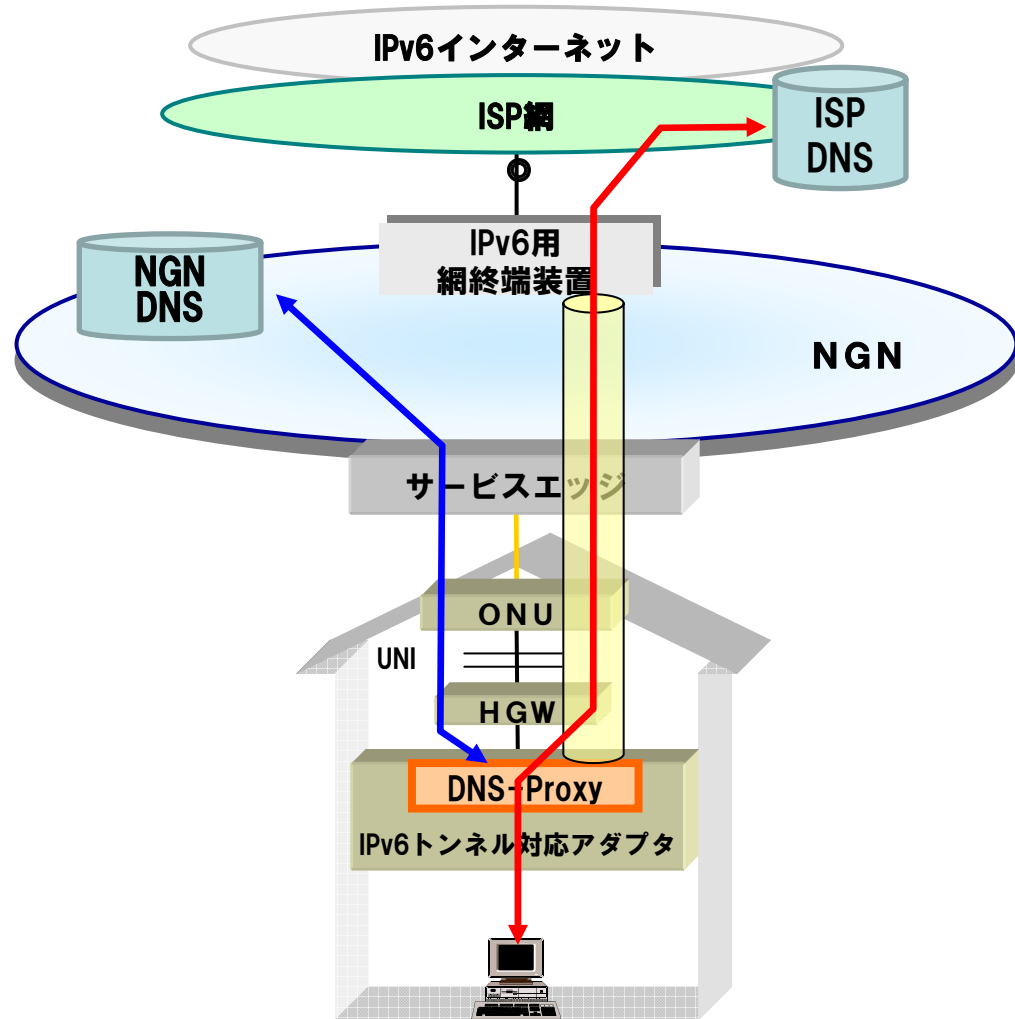 IPv6インターネット
ISP網
ISP
DNS
IPv6用
網終端装置
NGN
DNS
ＮＧＮ
サービスエッジ
ＯＮＵ
UNI
ＨＧＷ
DNS-Proxy
IPv6トンネル対応アダプタ